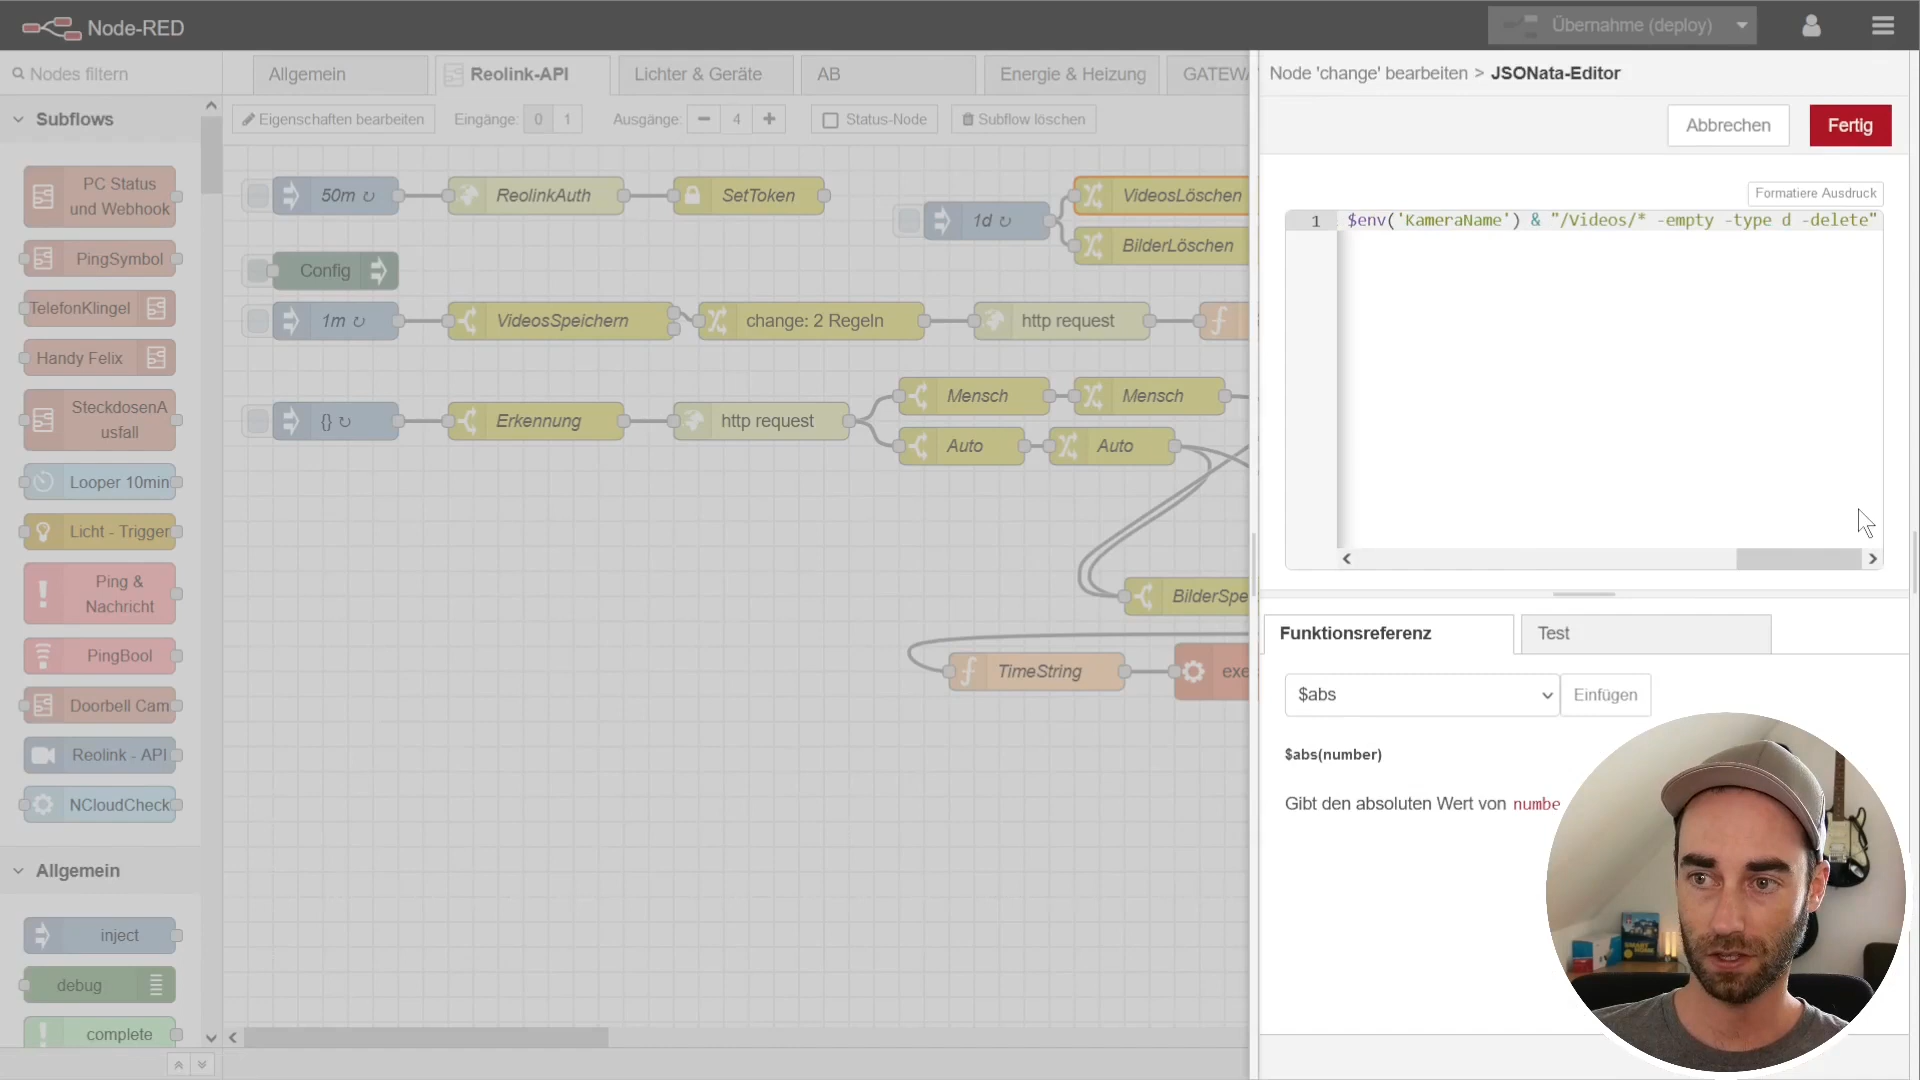 Node-RED
Übernahme (deploy)
Nodes filtern
Allgemein
Reolink-API
Lichter & Geräte
AB
Energie & Heizung
GATEWA
Eigenschaften bearbeiten
Eingänge:
0
1
Ausgänge:
4
Status-Node
Subflow löschen
Subflows
PC Status
und Webhook
PingSymbol
TelefonKlingel
Handy Felix
SteckdosenA
usfall
Looper 10min
Licht - Trigger
Ping &
Nachricht
PingBool
Doorbell Cam
Reolink - API
NCloudCheck
Allgemein
inject
debug
complete
50m ↻
ReolinkAuth
SetToken
1d ↻
VideosLöschen
BilderLöschen
Config
1m ↻
VideosSpeichern
change: 2 Regeln
http request
{} ↻
Erkennung
http request
Mensch
Mensch
Auto
Auto
BilderSpe
TimeString
exe
Node 'change' bearbeiten > JSONata-Editor
Abbrechen
Fertig
Formatiere Ausdruck
1
$env('KameraName') & "/Videos/* -empty -type d -delete"
Funktionsreferenz
Test
$abs
Einfügen
$abs(number)
Gibt den absoluten Wert von numbe